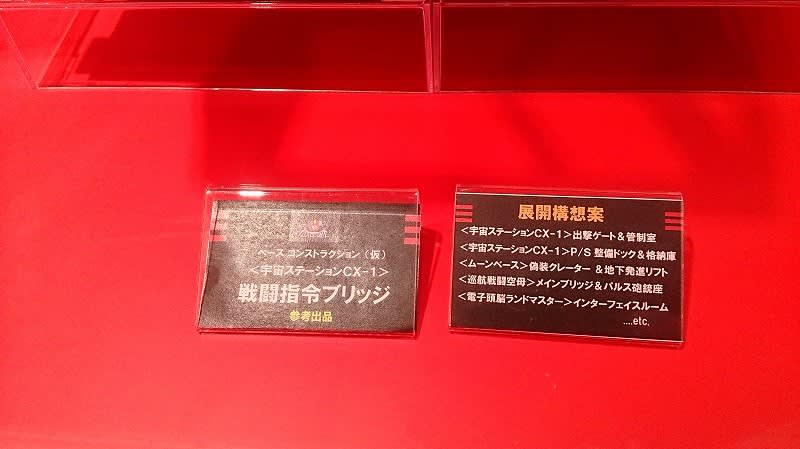 ベース コンストラクション (仮)
<宇宙ステーションCX-1>
戦闘指令ブリッジ
参考出品
展開構想案
<宇宙ステーションCX-1>出撃ゲート&管制室
<宇宙ステーションCX-1>P/S 整備ドック&格納庫
<ムーンベース>偽装クレーター &地下発進リフト
<巡航戦闘空母>メインブリッジ&パルス砲銃座
<電子頭脳ランドマスター>インターフェイスルーム
....etc.